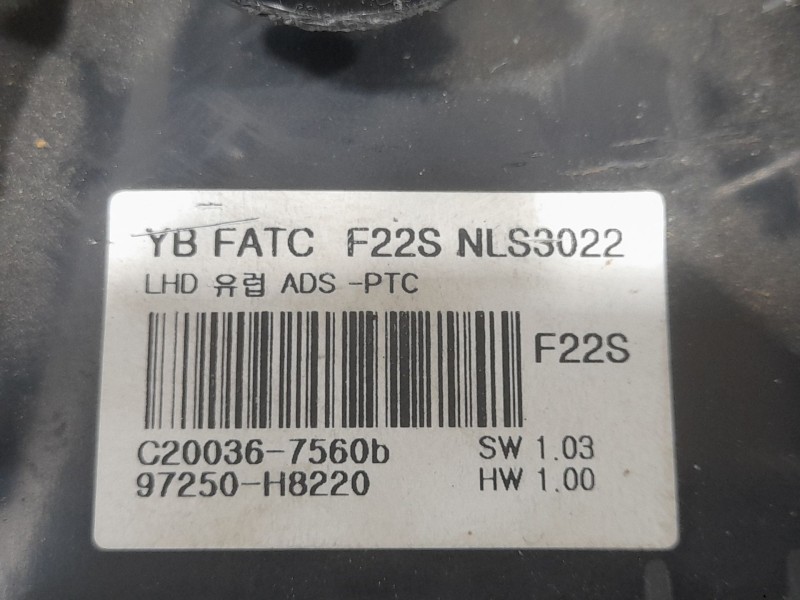 YB FATC F22S NLS3022
LHD 유럽 ADS -PTC
F22S
C20036-7560b SW 1.03
97250-H8220 HW 1.00